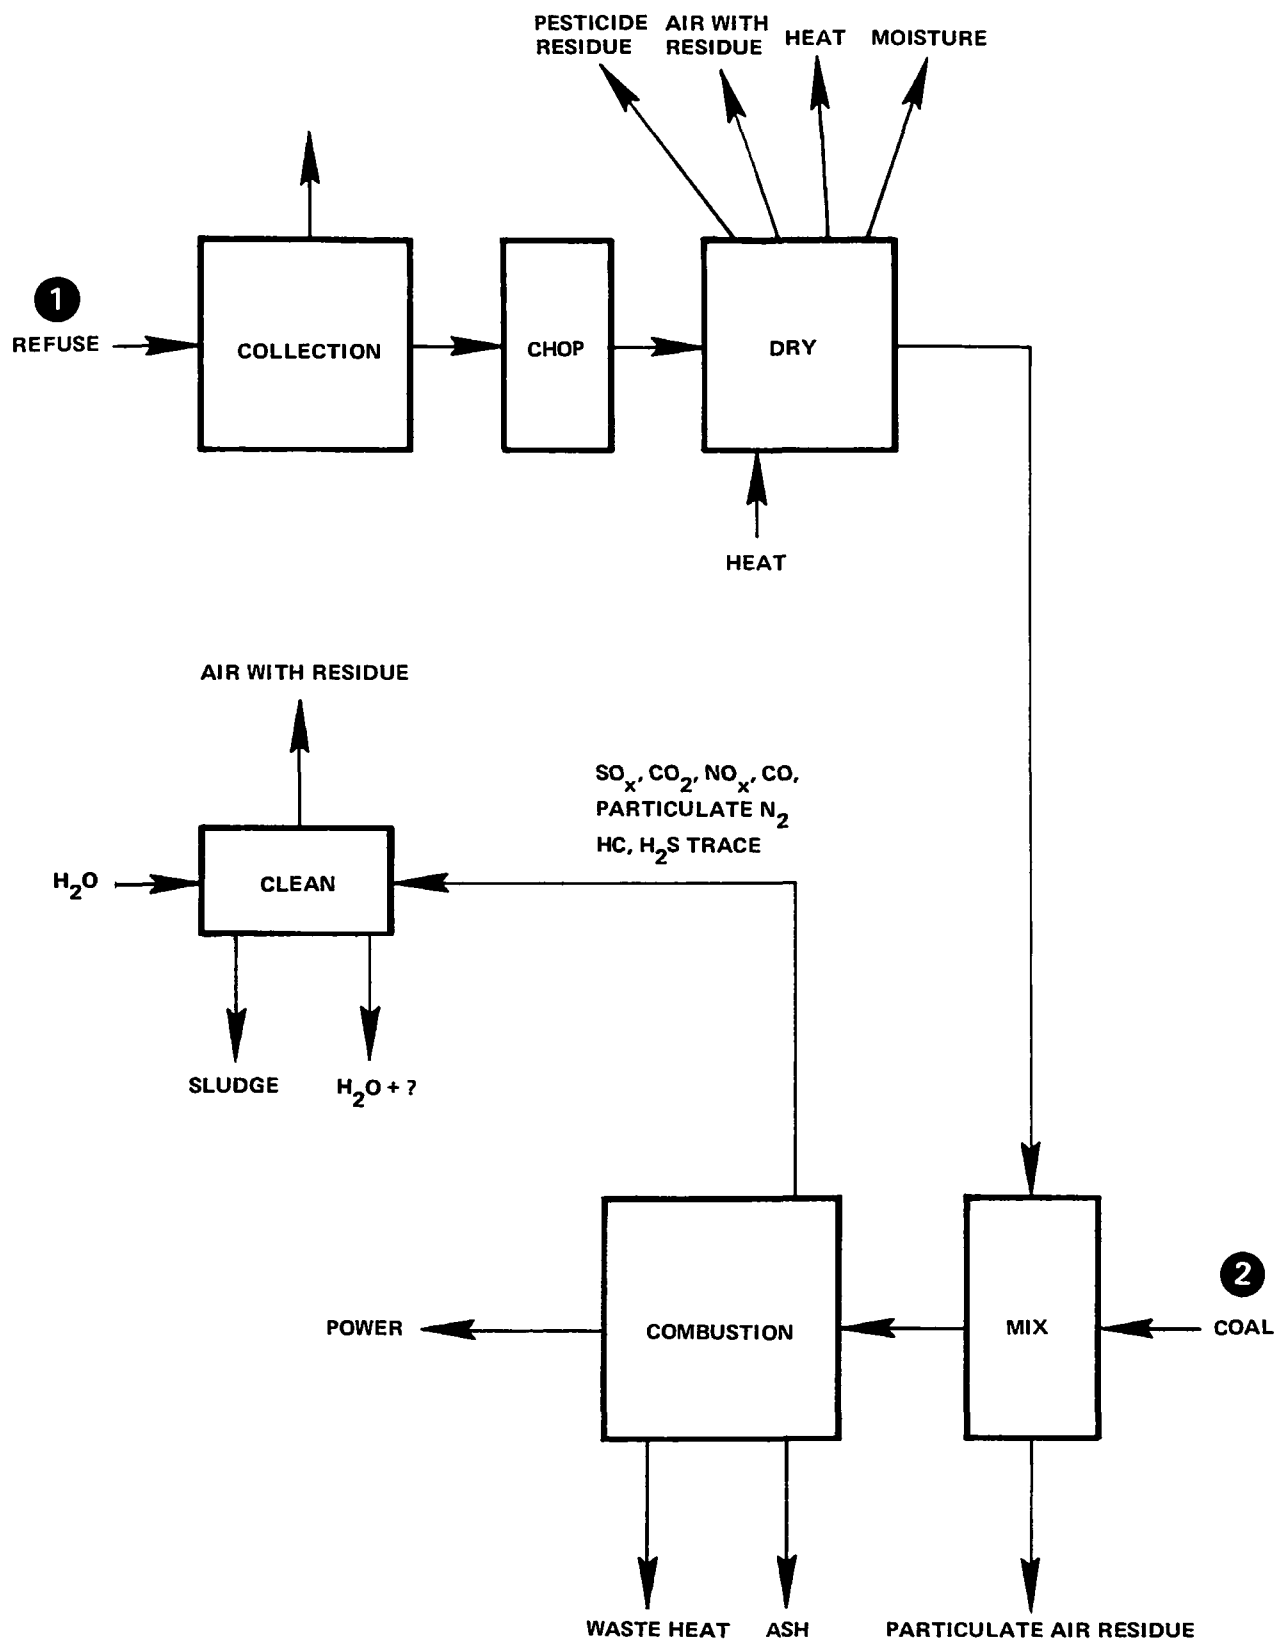 PESTICIDE
RESIDUE
AIR WITH
RESIDUE
HEAT
MOISTURE
1
REFUSE
COLLECTION
CHOP
DRY
HEAT
AIR WITH RESIDUE
SOx, CO2, NOx, CO,
PARTICULATE N2
HC, H2S TRACE
H2O
CLEAN
SLUDGE
H2O + ?
2
POWER
COMBUSTION
MIX
COAL
WASTE HEAT
ASH
PARTICULATE AIR RESIDUE